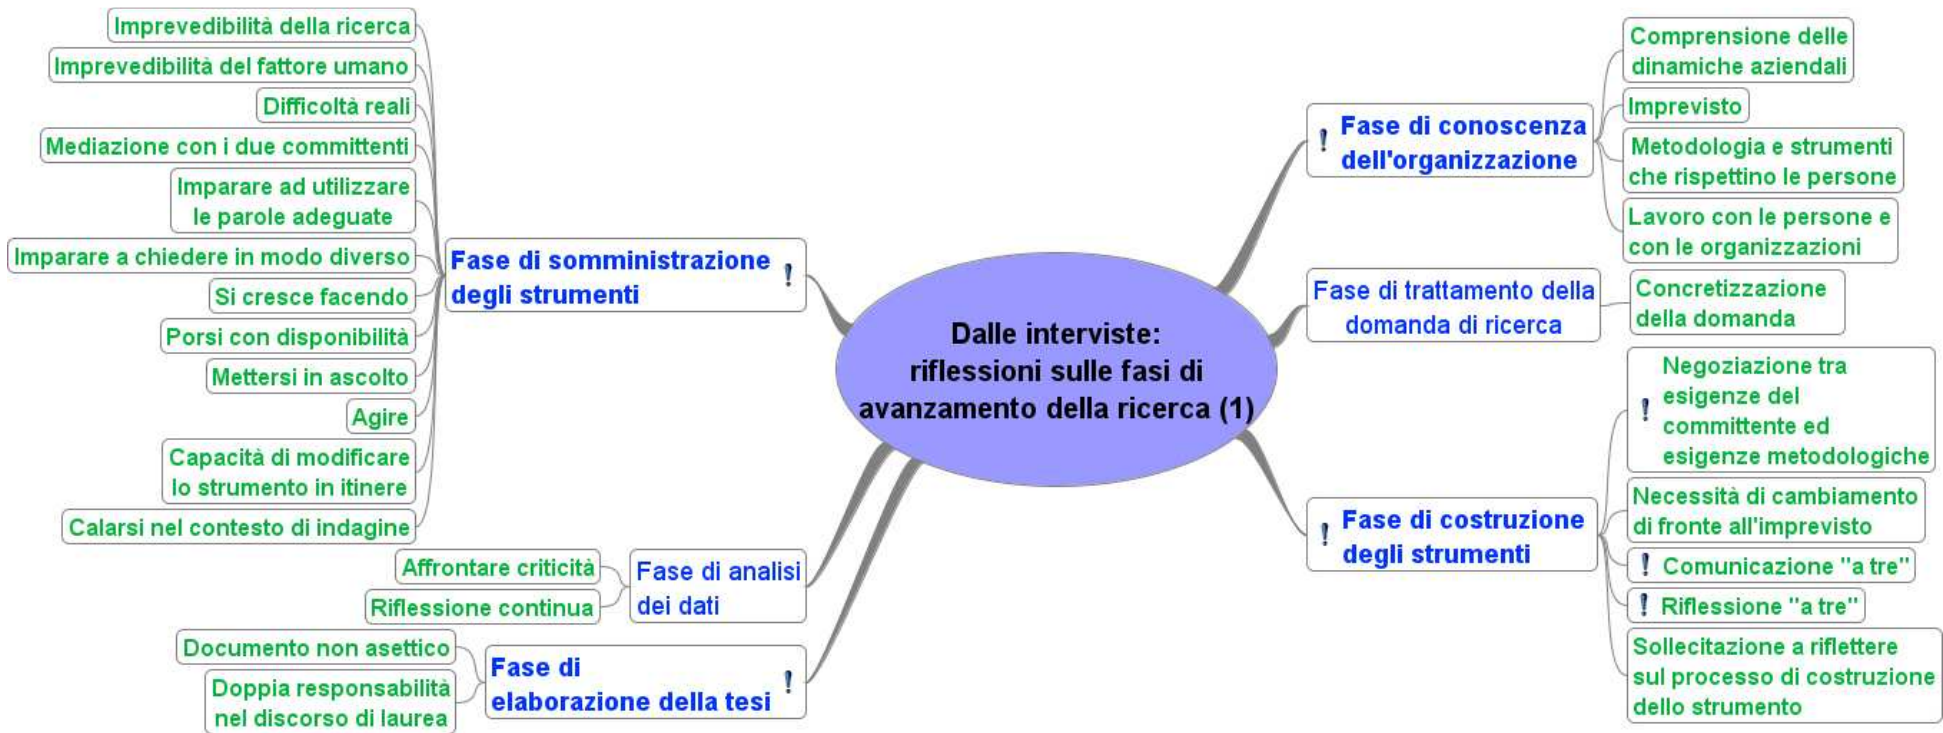 Dalle interviste:
riflessioni sulle fasi di
avanzamento della ricerca (1)
Fase di conoscenza
dell'organizzazione
Comprensione delle
dinamiche aziendali
Imprevisto
Metodologia e strumenti
che rispettino le persone
Lavoro con le persone e
con le organizzazioni
Fase di trattamento della
domanda di ricerca
Concretizzazione
della domanda
Fase di costruzione
degli strumenti
Negoziazione tra
esigenze del
committente ed
esigenze metodologiche
Necessità di cambiamento
di fronte all'imprevisto
Comunicazione "a tre"
Riflessione "a tre"
Sollecitazione a riflettere
sul processo di costruzione
dello strumento
Fase di somministrazione
degli strumenti
Imprevedibilità della ricerca
Imprevedibilità del fattore umano
Difficoltà reali
Mediazione con i due committenti
Imparare ad utilizzare
le parole adeguate
Imparare a chiedere in modo diverso
Si cresce facendo
Porsi con disponibilità
Mettersi in ascolto
Agire
Capacità di modificare
lo strumento in itinere
Calarsi nel contesto di indagine
Fase di analisi
dei dati
Affrontare criticità
Riflessione continua
Fase di
elaborazione della tesi
Documento non asettico
Doppia responsabilità
nel discorso di laurea